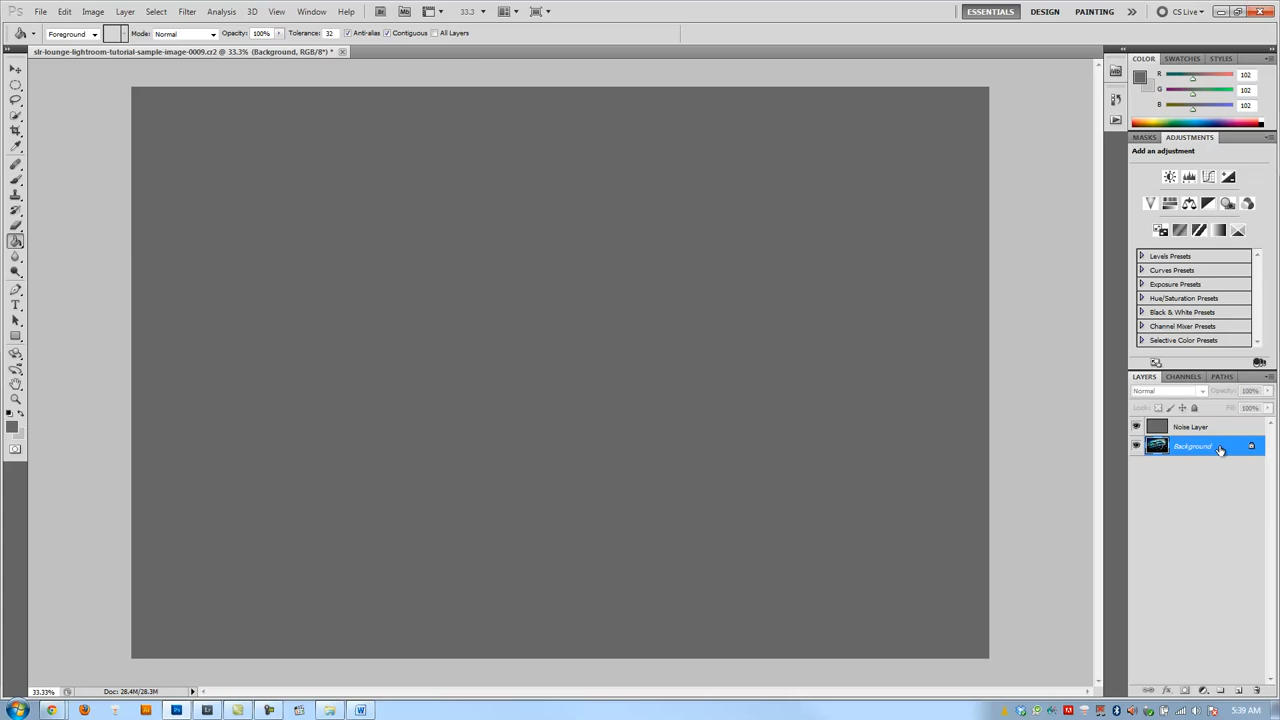 Ps File Edit Image Layer Select Filter Analysis 3D View Window Help Br Mb 33.3 ESSENTIALS DESIGN PAINTING CS Live
Foreground Mode: Normal Opacity: 100% Tolerance: 32 Anti-alias Contiguous All Layers
slr-lounge-lightroom-tutorial-sample-image-0009.cr2 @ 33.3% (Background, RGB/8*) *
COLOR SWATCHES STYLES
R 102
G 102
B 102
MASKS ADJUSTMENTS
Add an adjustment
Levels Presets
Curves Presets
Exposure Presets
Hue/Saturation Presets
Black & White Presets
Channel Mixer Presets
Selective Color Presets
LAYERS CHANNELS PATHS
Normal Opacity: 100%
Lock: Fill: 100%
Noise Layer
Background
33.33% Doc: 28.4M/28.3M
5:39 AM